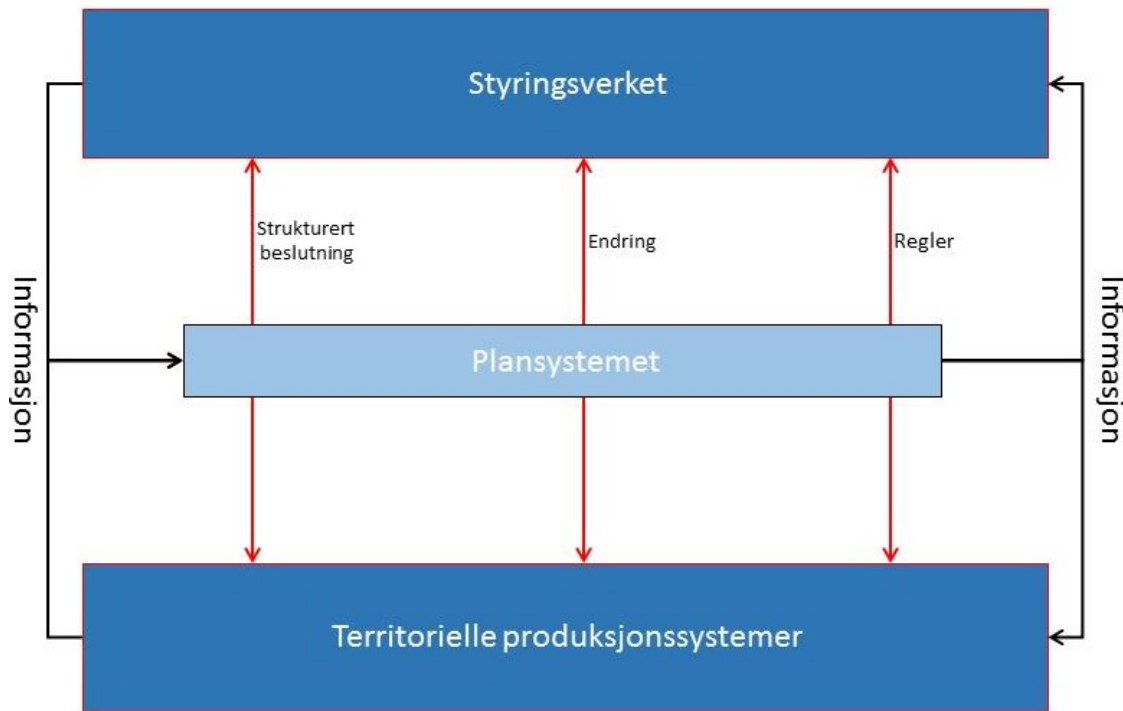 Styringsverket
Strukturert
beslutning
Endring
Regler
Informasjon
Informasjon
Plansystemet
Territorielle produksjonssystemer